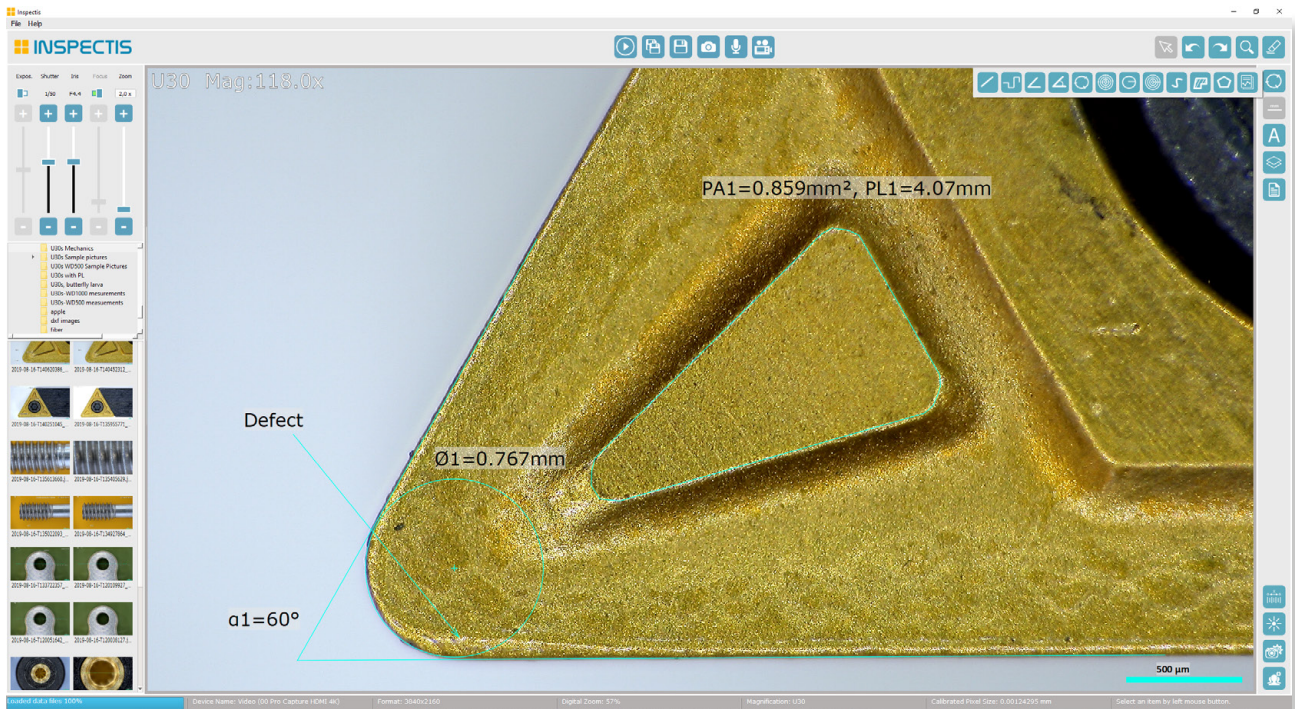 Inspectis
File Help
INSPECTIS
Expos. Shutter Iris Focus Zoom
1/30 F4.4 2,0 x
U30 Mag:118.0x
U30s Mechanics
U30s Sample pictures
U30s WD500 Sample Pictures
U30s with PL
U30s, butterfly larva
U30s-WD1000 mesurements
U30s-WD500 measuements
apple
dxf images
fiber
PA1=0.859mm², PL1=4.07mm
Defect
Ø1=0.767mm
α1=60°
500 µm
A
Loaded data files 100%
Device Name: Video (00 Pro Capture HDMI 4K)
Format: 3840x2160
Digital Zoom: 57%
Magnification: U30
Calibrated Pixel Size: 0.00124295 mm
Select an item by left mouse button.